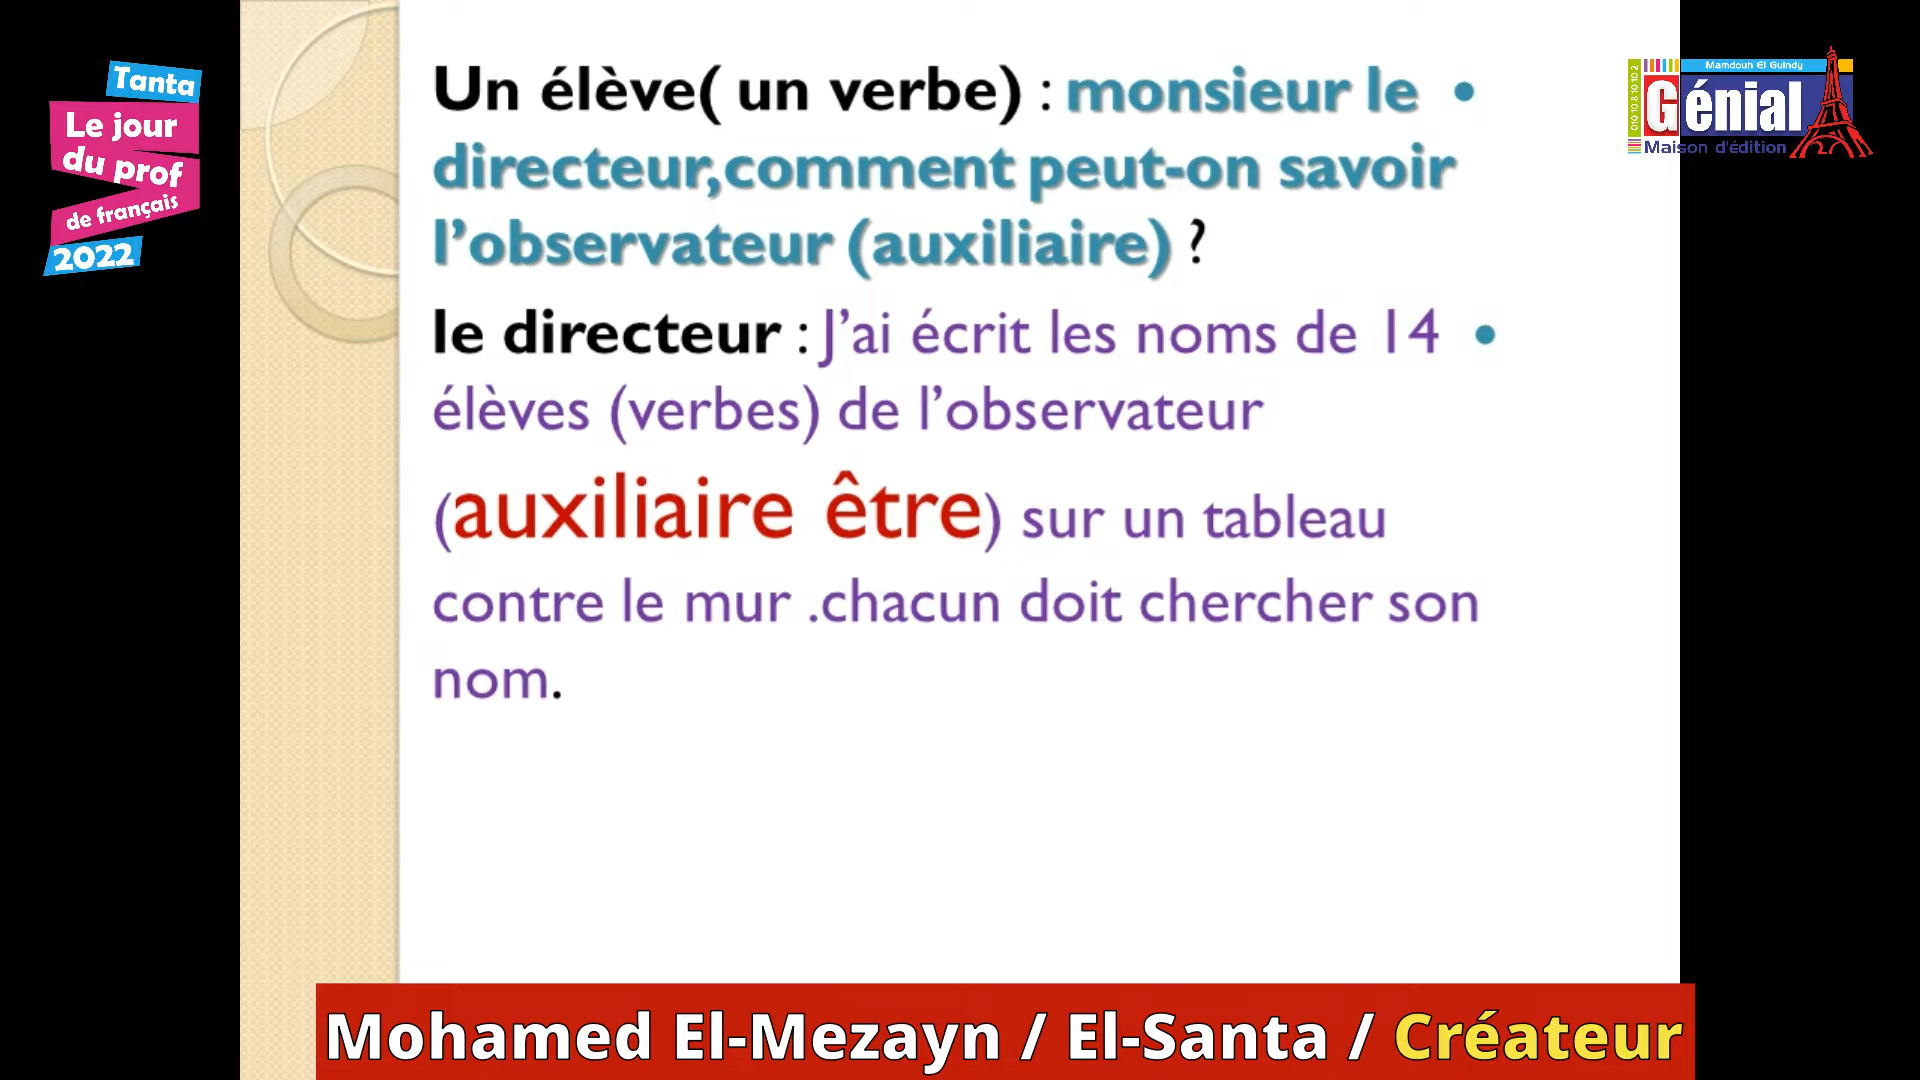 Tanta
Le jour
du prof
de français
2022
Mamdouh El Guindy
Génial
Maison d'édition
Un élève( un verbe) : monsieur le •
directeur,comment peut-on savoir
l’observateur (auxiliaire) ?
le directeur : J’ai écrit les noms de 14 •
élèves (verbes) de l’observateur
(auxiliaire être) sur un tableau
contre le mur .chacun doit chercher son
nom.
Mohamed El-Mezayn / El-Santa / Créateur